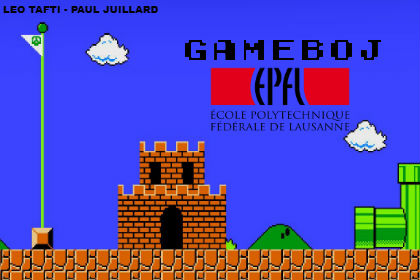 LEO TAFTI - PAUL JUILLARD
GAMEBOJ
EPFL
ÉCOLE POLYTECHNIQUE
FÉDÉRALE DE LAUSANNE